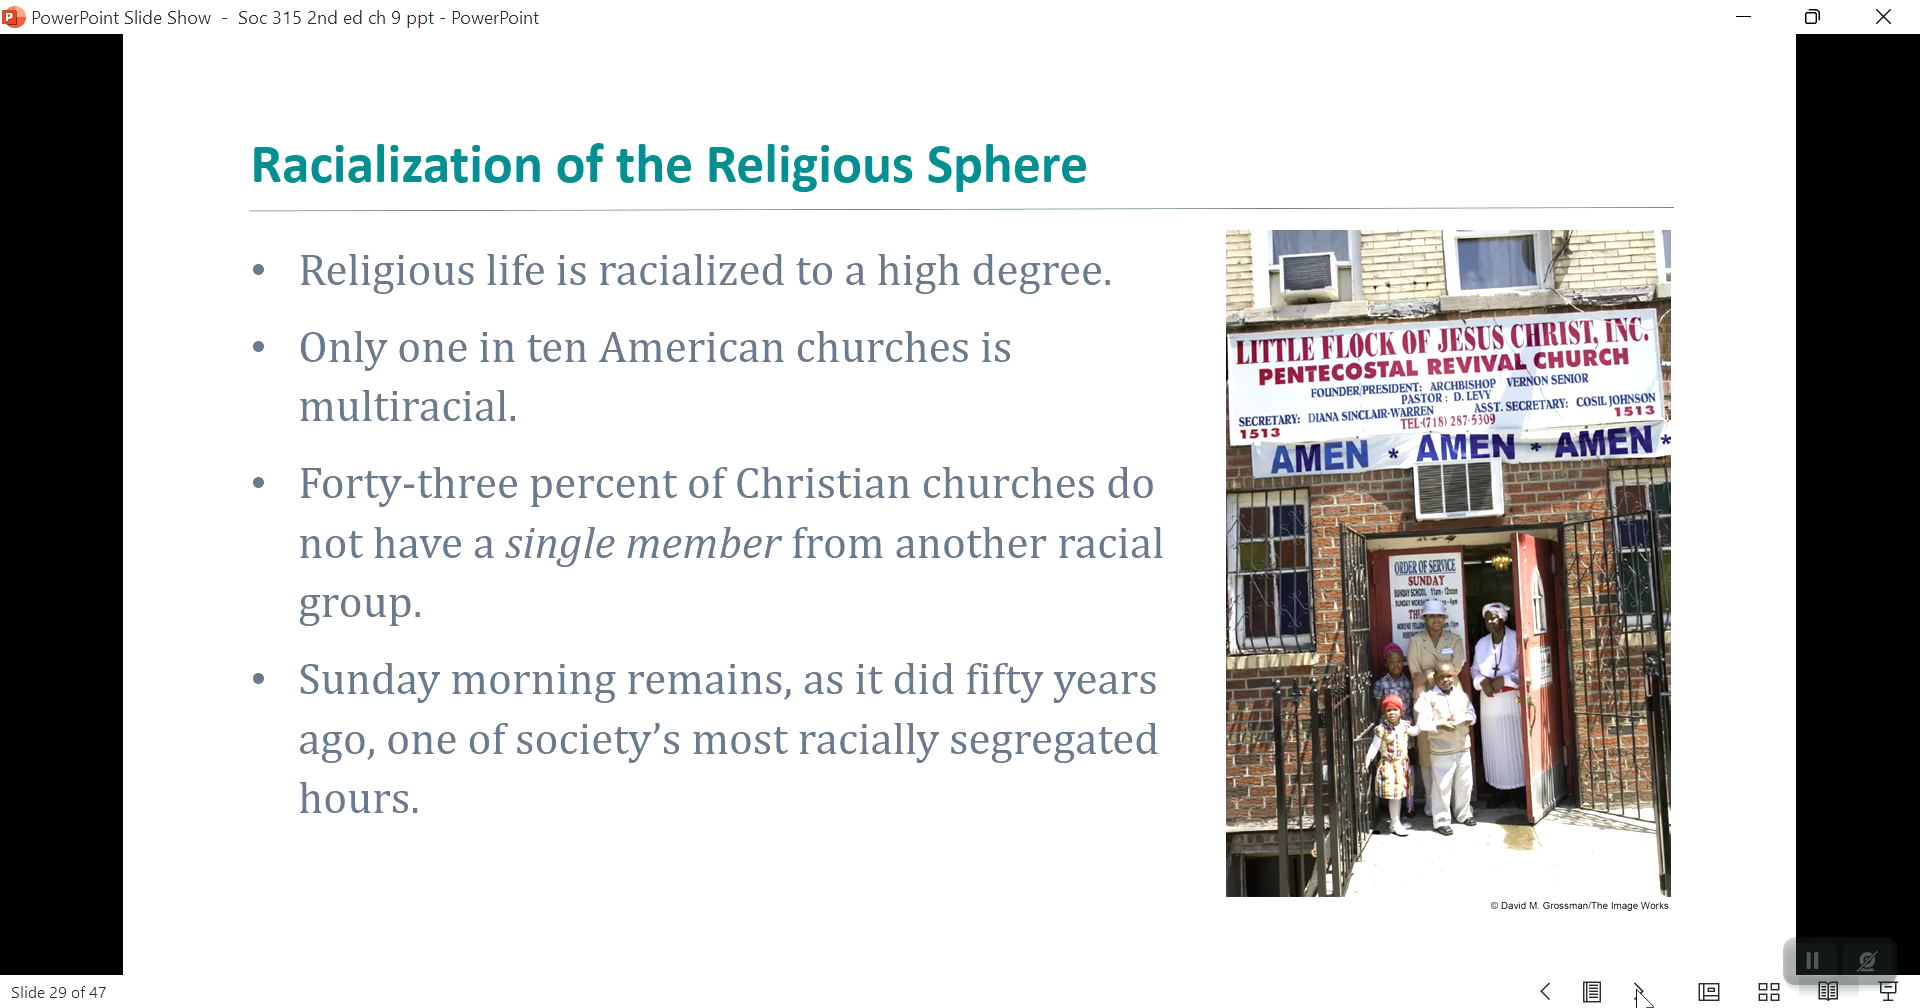 PowerPoint Slide Show - Soc 315 2nd ed ch 9 ppt - PowerPoint
Racialization of the Religious Sphere
• Religious life is racialized to a high degree.
• Only one in ten American churches is
multiracial.
• Forty-three percent of Christian churches do
not have a single member from another racial
group.
• Sunday morning remains, as it did fifty years
ago, one of society’s most racially segregated
hours.
LITTLE FLOCK OF JESUS CHRIST, INC.
PENTECOSTAL REVIVAL CHURCH
FOUNDER/PRESIDENT: ARCHBISHOP VERNON SENIOR
PASTOR: D. LEVY
SECRETARY: DIANA SINCLAIR-WARREN ASST. SECRETARY: COSIL JOHNSON
1513 TEL-(718) 287-5309 1513
AMEN * AMEN * AMEN *
ORDER OF SERVICE
SUNDAY
SUNDAY SCHOOL 11am - 12noon
© David M. Grossman/The Image Works
Slide 29 of 47